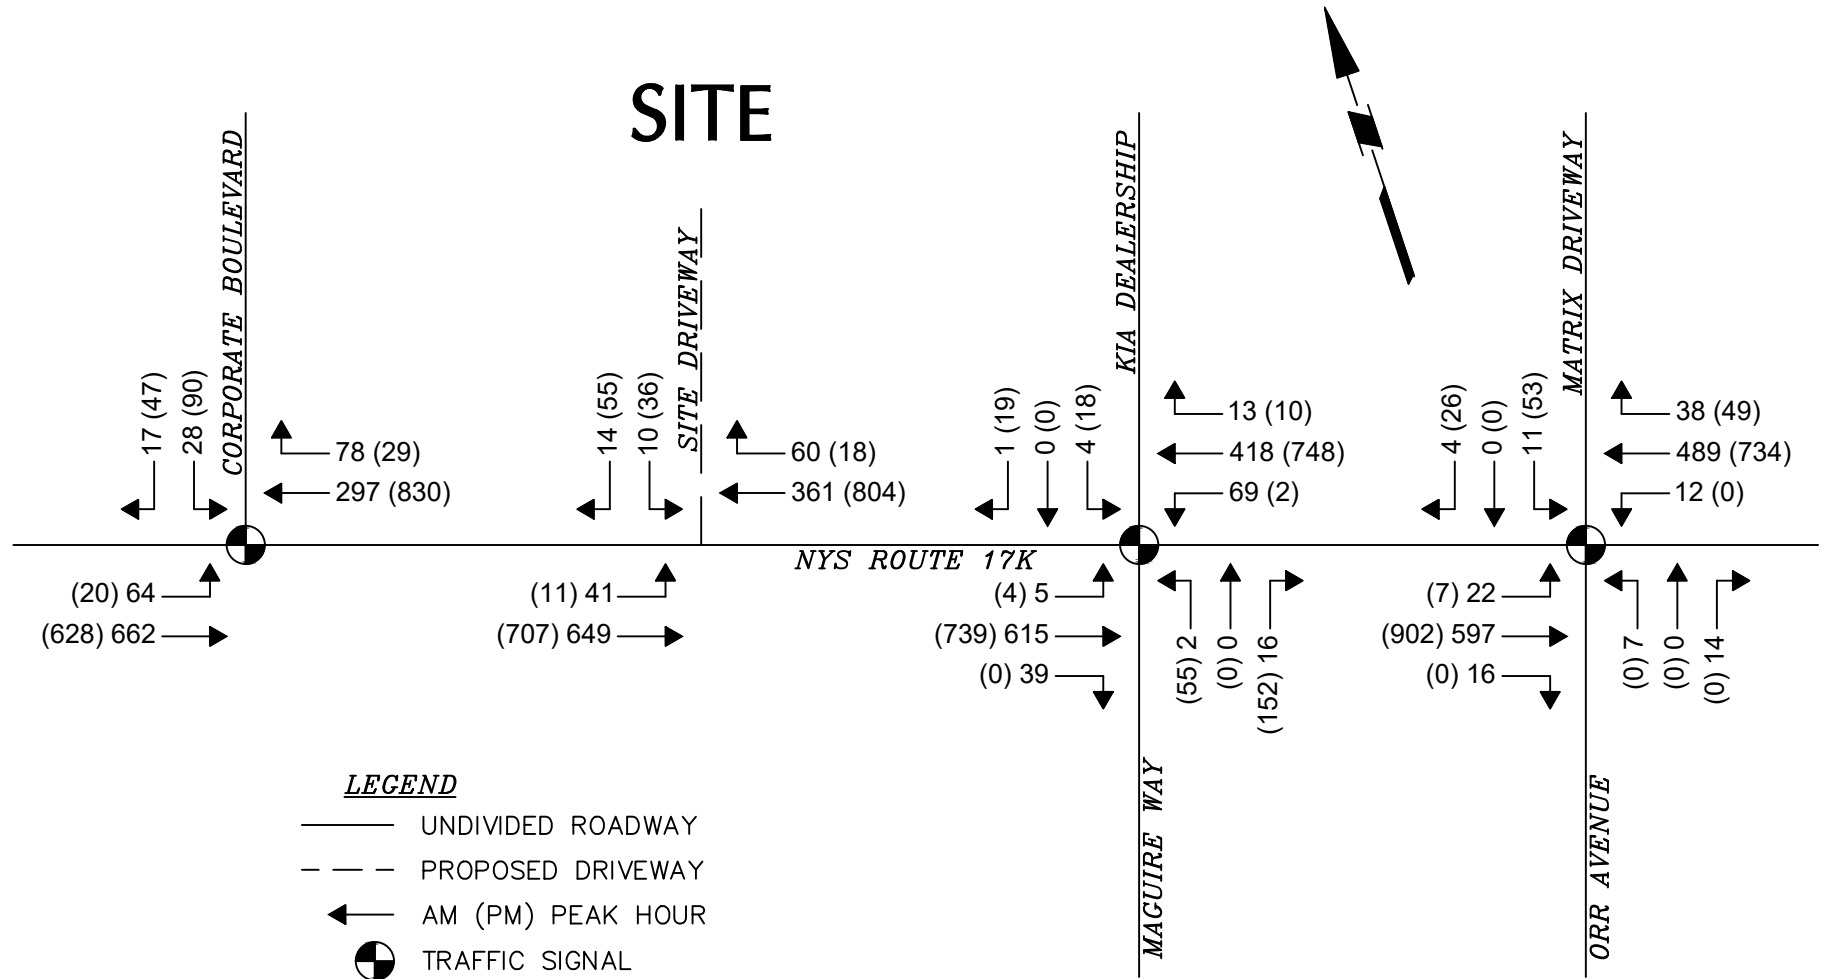 SITE
CORPORATE BOULEVARD
17 (47)
28 (90)
78 (29)
297 (830)
(20) 64
(628) 662
SITE DRIVEWAY
14 (55)
10 (36)
60 (18)
361 (804)
(11) 41
(707) 649
NYS ROUTE 17K
KIA DEALERSHIP
1 (19)
0 (0)
4 (18)
13 (10)
418 (748)
69 (2)
(4) 5
(739) 615
(0) 39
(55) 2
(0) 0
(152) 16
MAGUIRE WAY
MATRIX DRIVEWAY
4 (26)
0 (0)
11 (53)
38 (49)
489 (734)
12 (0)
(7) 22
(902) 597
(0) 16
(0) 7
(0) 0
(0) 14
ORR AVENUE
LEGEND
UNDIVIDED ROADWAY
PROPOSED DRIVEWAY
AM (PM) PEAK HOUR
TRAFFIC SIGNAL